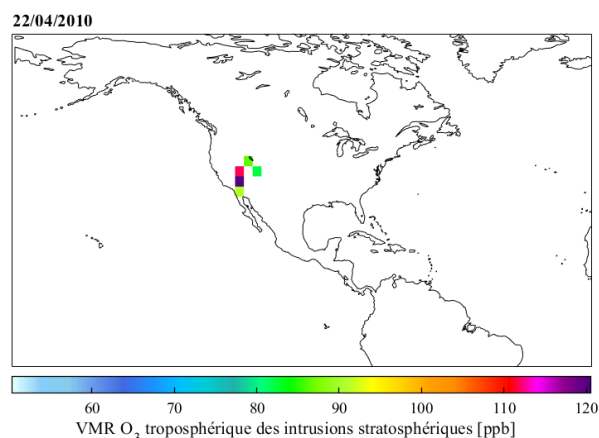 22/04/2010
60 70 80 90 100 110 120
VMR O₃ troposphérique des intrusions stratosphériques [ppb]